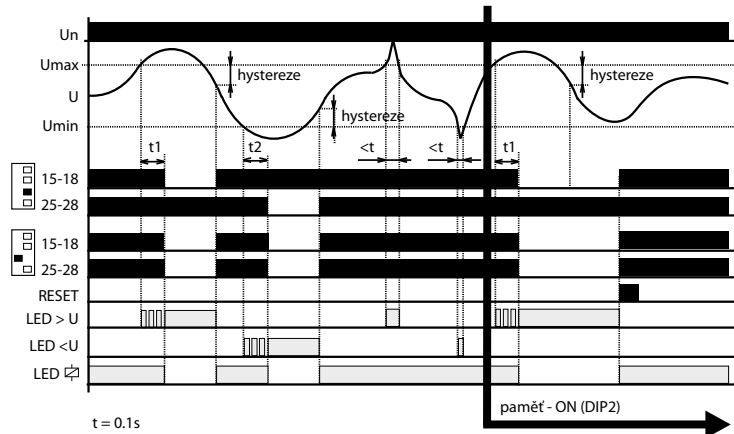 Un
Umax
hystereze
hystereze
U
hystereze
Umin
t1
t2
<t
<t
t1
15-18
25-28
15-18
25-28
RESET
LED > U
LED <U
LED
t = 0.1s
paměť - ON (DIP2)